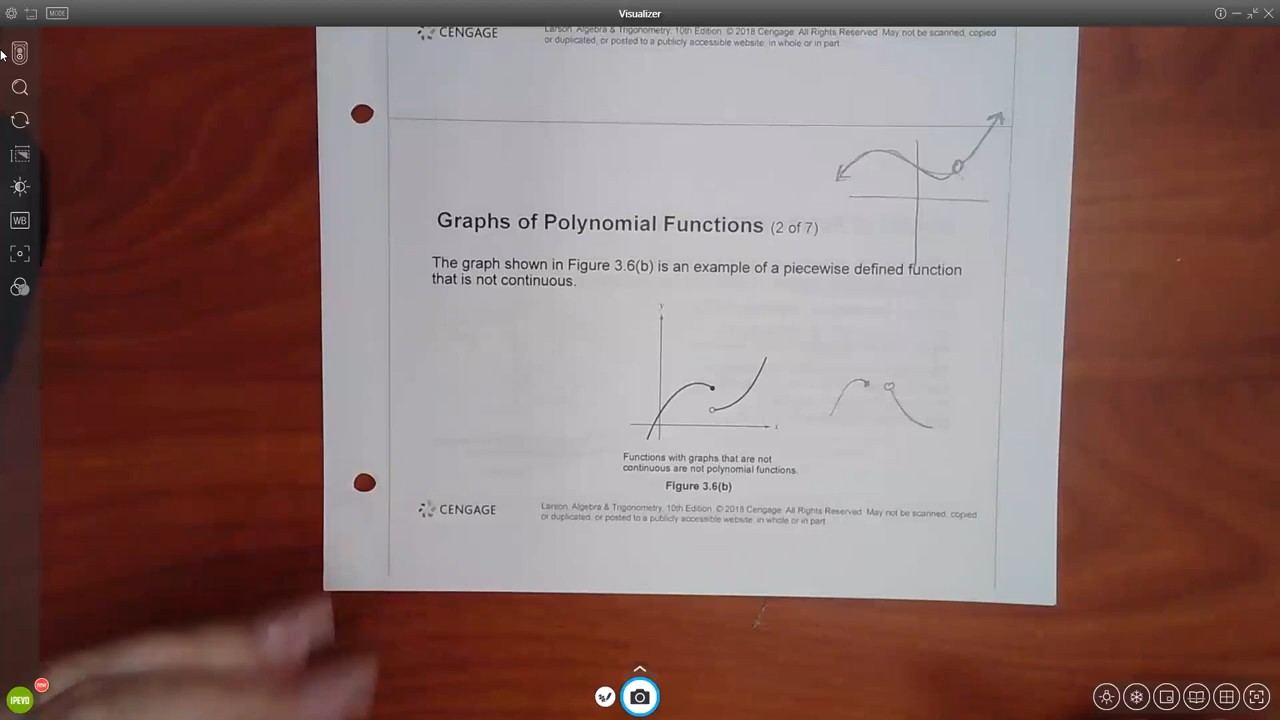 MODE
Visualizer
CENGAGE
Larson, Algebra & Trigonometry, 10th Edition. © 2018 Cengage. All Rights Reserved. May not be scanned, copied
or duplicated, or posted to a publicly accessible website, in whole or in part.
Graphs of Polynomial Functions (2 of 7)
The graph shown in Figure 3.6(b) is an example of a piecewise defined function
that is not continuous.
y
x
Functions with graphs that are not
continuous are not polynomial functions.
Figure 3.6(b)
CENGAGE
Larson, Algebra & Trigonometry, 10th Edition. © 2018 Cengage. All Rights Reserved. May not be scanned, copied
or duplicated, or posted to a publicly accessible website, in whole or in part.
WB
new
IPEVO